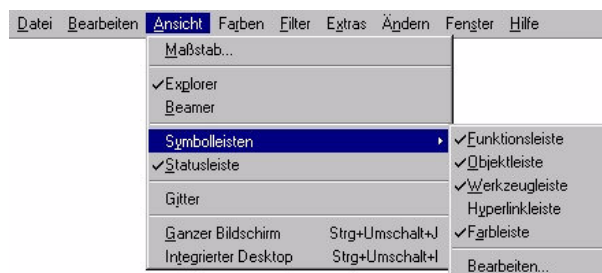 Datei Bearbeiten Ansicht Farben Filter Extras Ändern Fenster Hilfe
Maßstab...
✓Explorer
Beamer
Symbolleisten
✓Statusleiste
Gitter
Ganzer Bildschirm Strg+Umschalt+J
Integrierter Desktop Strg+Umschalt+I
✓Funktionsleiste
✓Objektleiste
✓Werkzeugleiste
Hyperlinkleiste
✓Farbleiste
Bearbeiten...